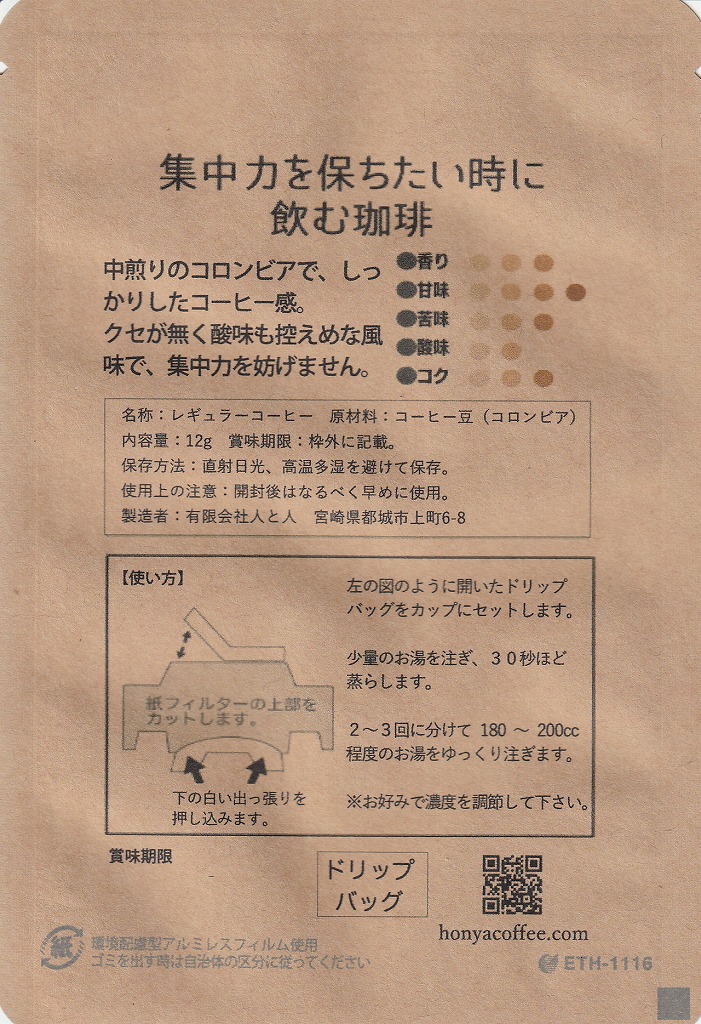 集中力を保ちたい時に
飲む珈琲
中煎りのコロンビアで、しっ
かりしたコーヒー感。
クセが無く酸味も控えめな風
味で、集中力を妨げません。
●香り
●甘味
●苦味
●酸味
●コク
名称：レギュラーコーヒー　原材料：コーヒー豆（コロンビア）
内容量：12g　賞味期限：枠外に記載。
保存方法：直射日光、高温多湿を避けて保存。
使用上の注意：開封後はなるべく早めに使用。
製造者：有限会社人と人　宮崎県都城市上町6-8
【使い方】
紙フィルターの上部を
カットします。
下の白い出っ張りを
押し込みます。
左の図のように開いたドリップ
バッグをカップにセットします。
少量のお湯を注ぎ、３０秒ほど
蒸らします。
２～３回に分けて 180 ～ 200cc
程度のお湯をゆっくり注ぎます。
※お好みで濃度を調節して下さい。
賞味期限
ドリップ
バッグ
honyacoffee.com
紙
環境配慮型アルミレスフィルム使用
ゴミを出す時は自治体の区分に従ってください
ETH-1116